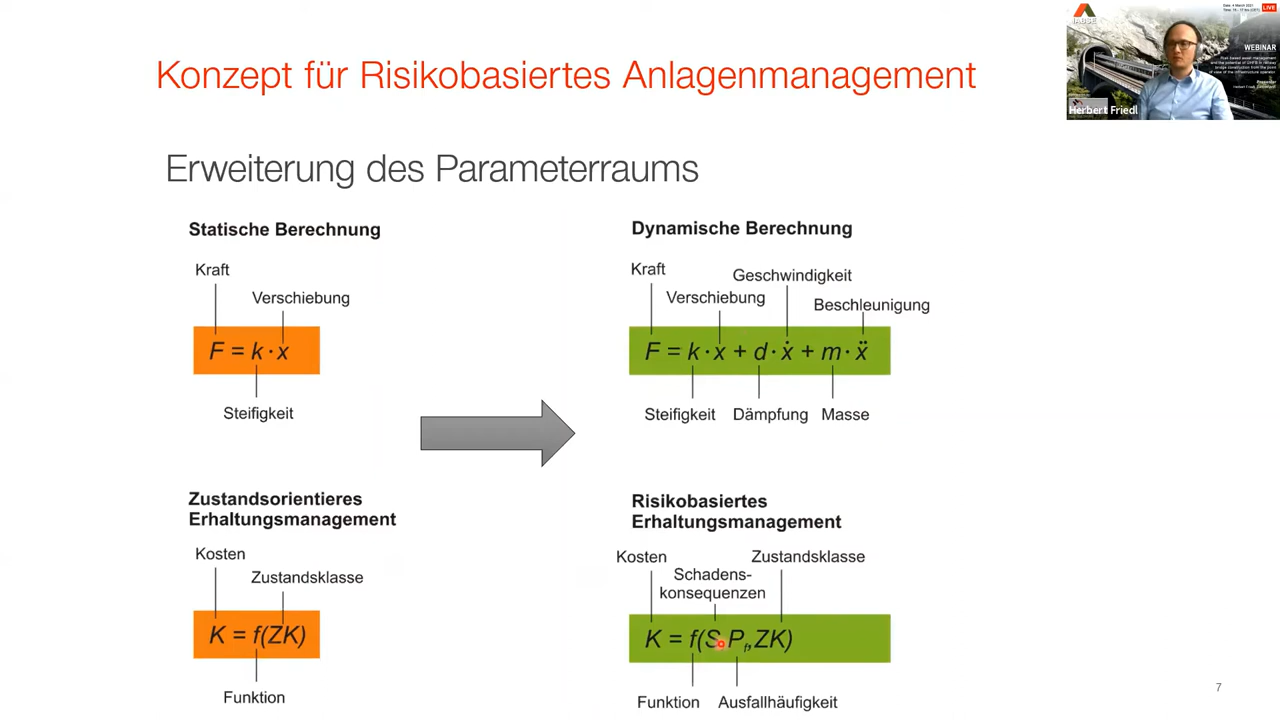 Konzept für Risikobasiertes Anlagenmanagement
Erweiterung des Parameterraums
Statische Berechnung
Kraft
Verschiebung
F = k · x
Steifigkeit
Dynamische Berechnung
Kraft
Geschwindigkeit
Verschiebung
Beschleunigung
F = k · x + d · ẋ + m · ẍ
Steifigkeit Dämpfung Masse
Zustandsorientieres
Erhaltungsmanagement
Kosten
Zustandsklasse
K = f(ZK)
Funktion
Risikobasiertes
Erhaltungsmanagement
Kosten
Zustandsklasse
Schadens-
konsequenzen
K = f(S, Pf, ZK)
Funktion Ausfallhäufigkeit
7
IABSE
LIVE
WEBINAR
Herbert Friedl